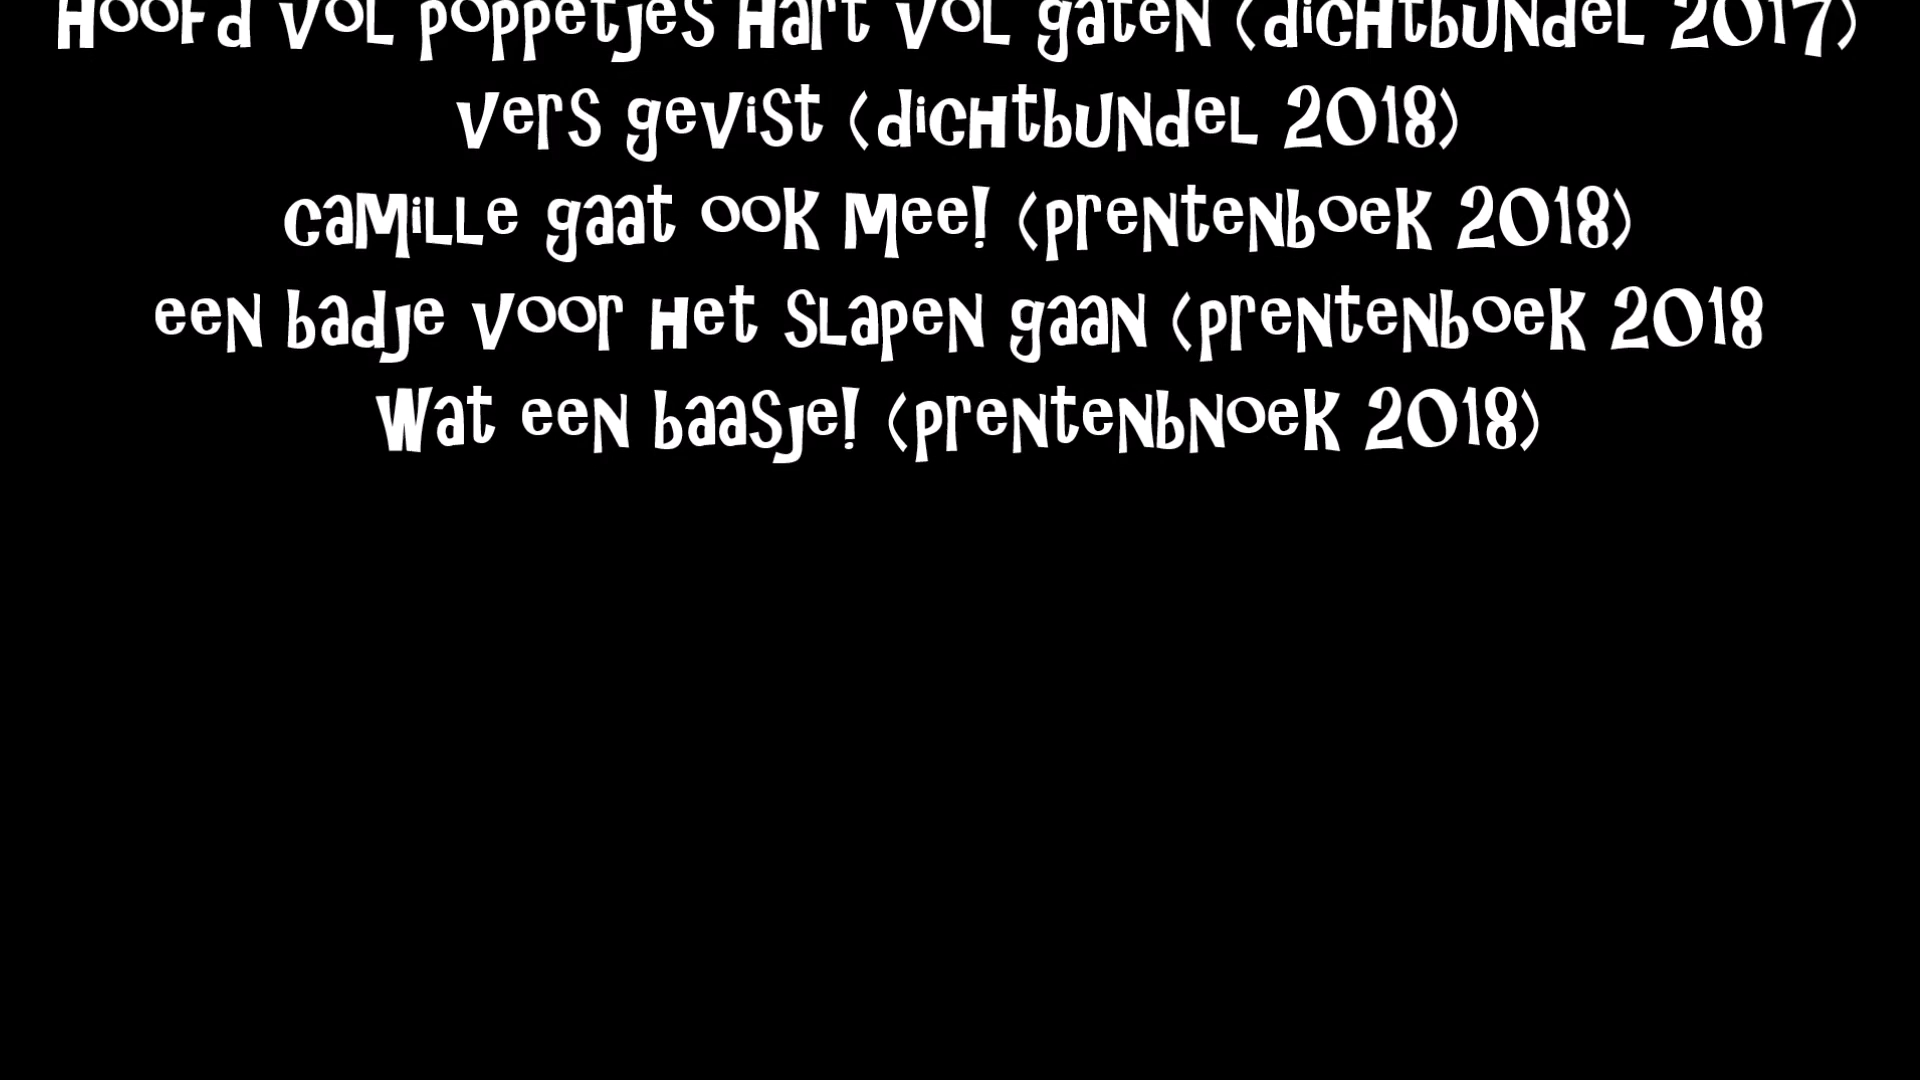 Hoofd vol poppetjes Hart vol gaten (dichtbundel 2017)
vers gevist (dichtbundel 2018)
Camille gaat ook mee! (prentenboek 2018)
een badje voor het slapen gaan (prentenboek 2018
Wat een baasje! (prentenbnoek 2018)